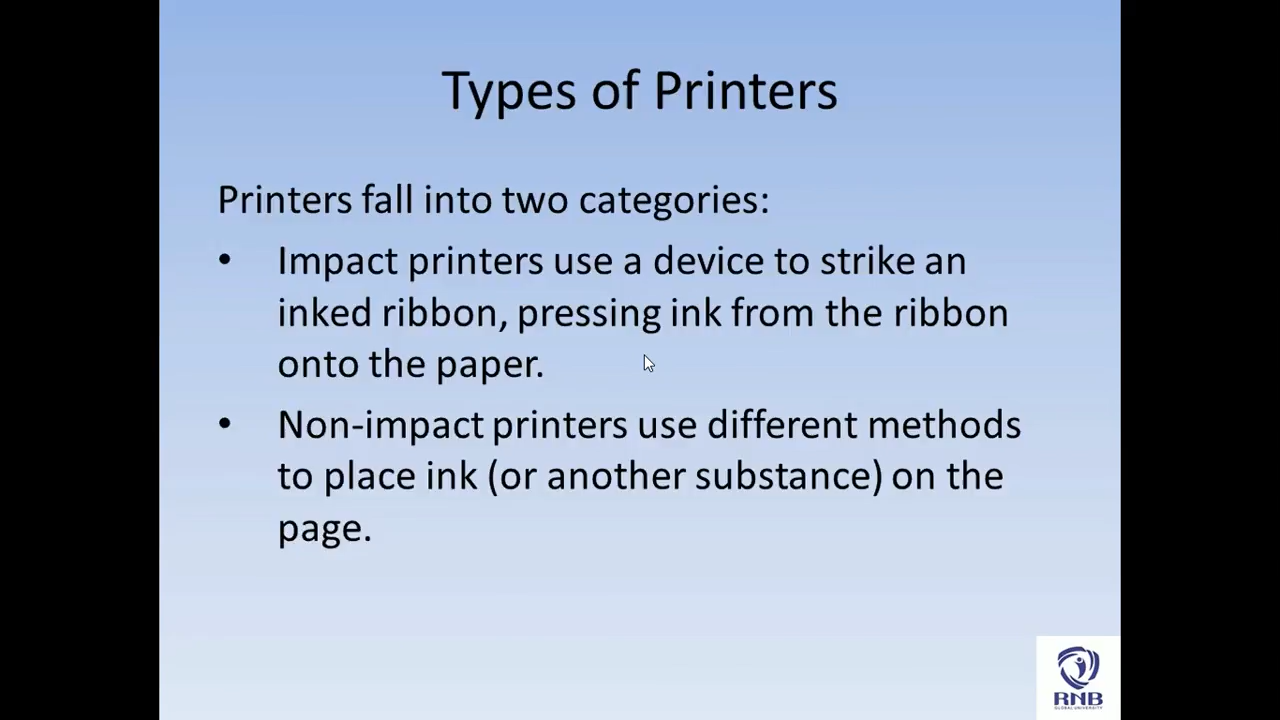 Types of Printers
Printers fall into two categories:
• Impact printers use a device to strike an
inked ribbon, pressing ink from the ribbon
onto the paper.
• Non-impact printers use different methods
to place ink (or another substance) on the
page.
RNB
GLOBAL UNIVERSITY